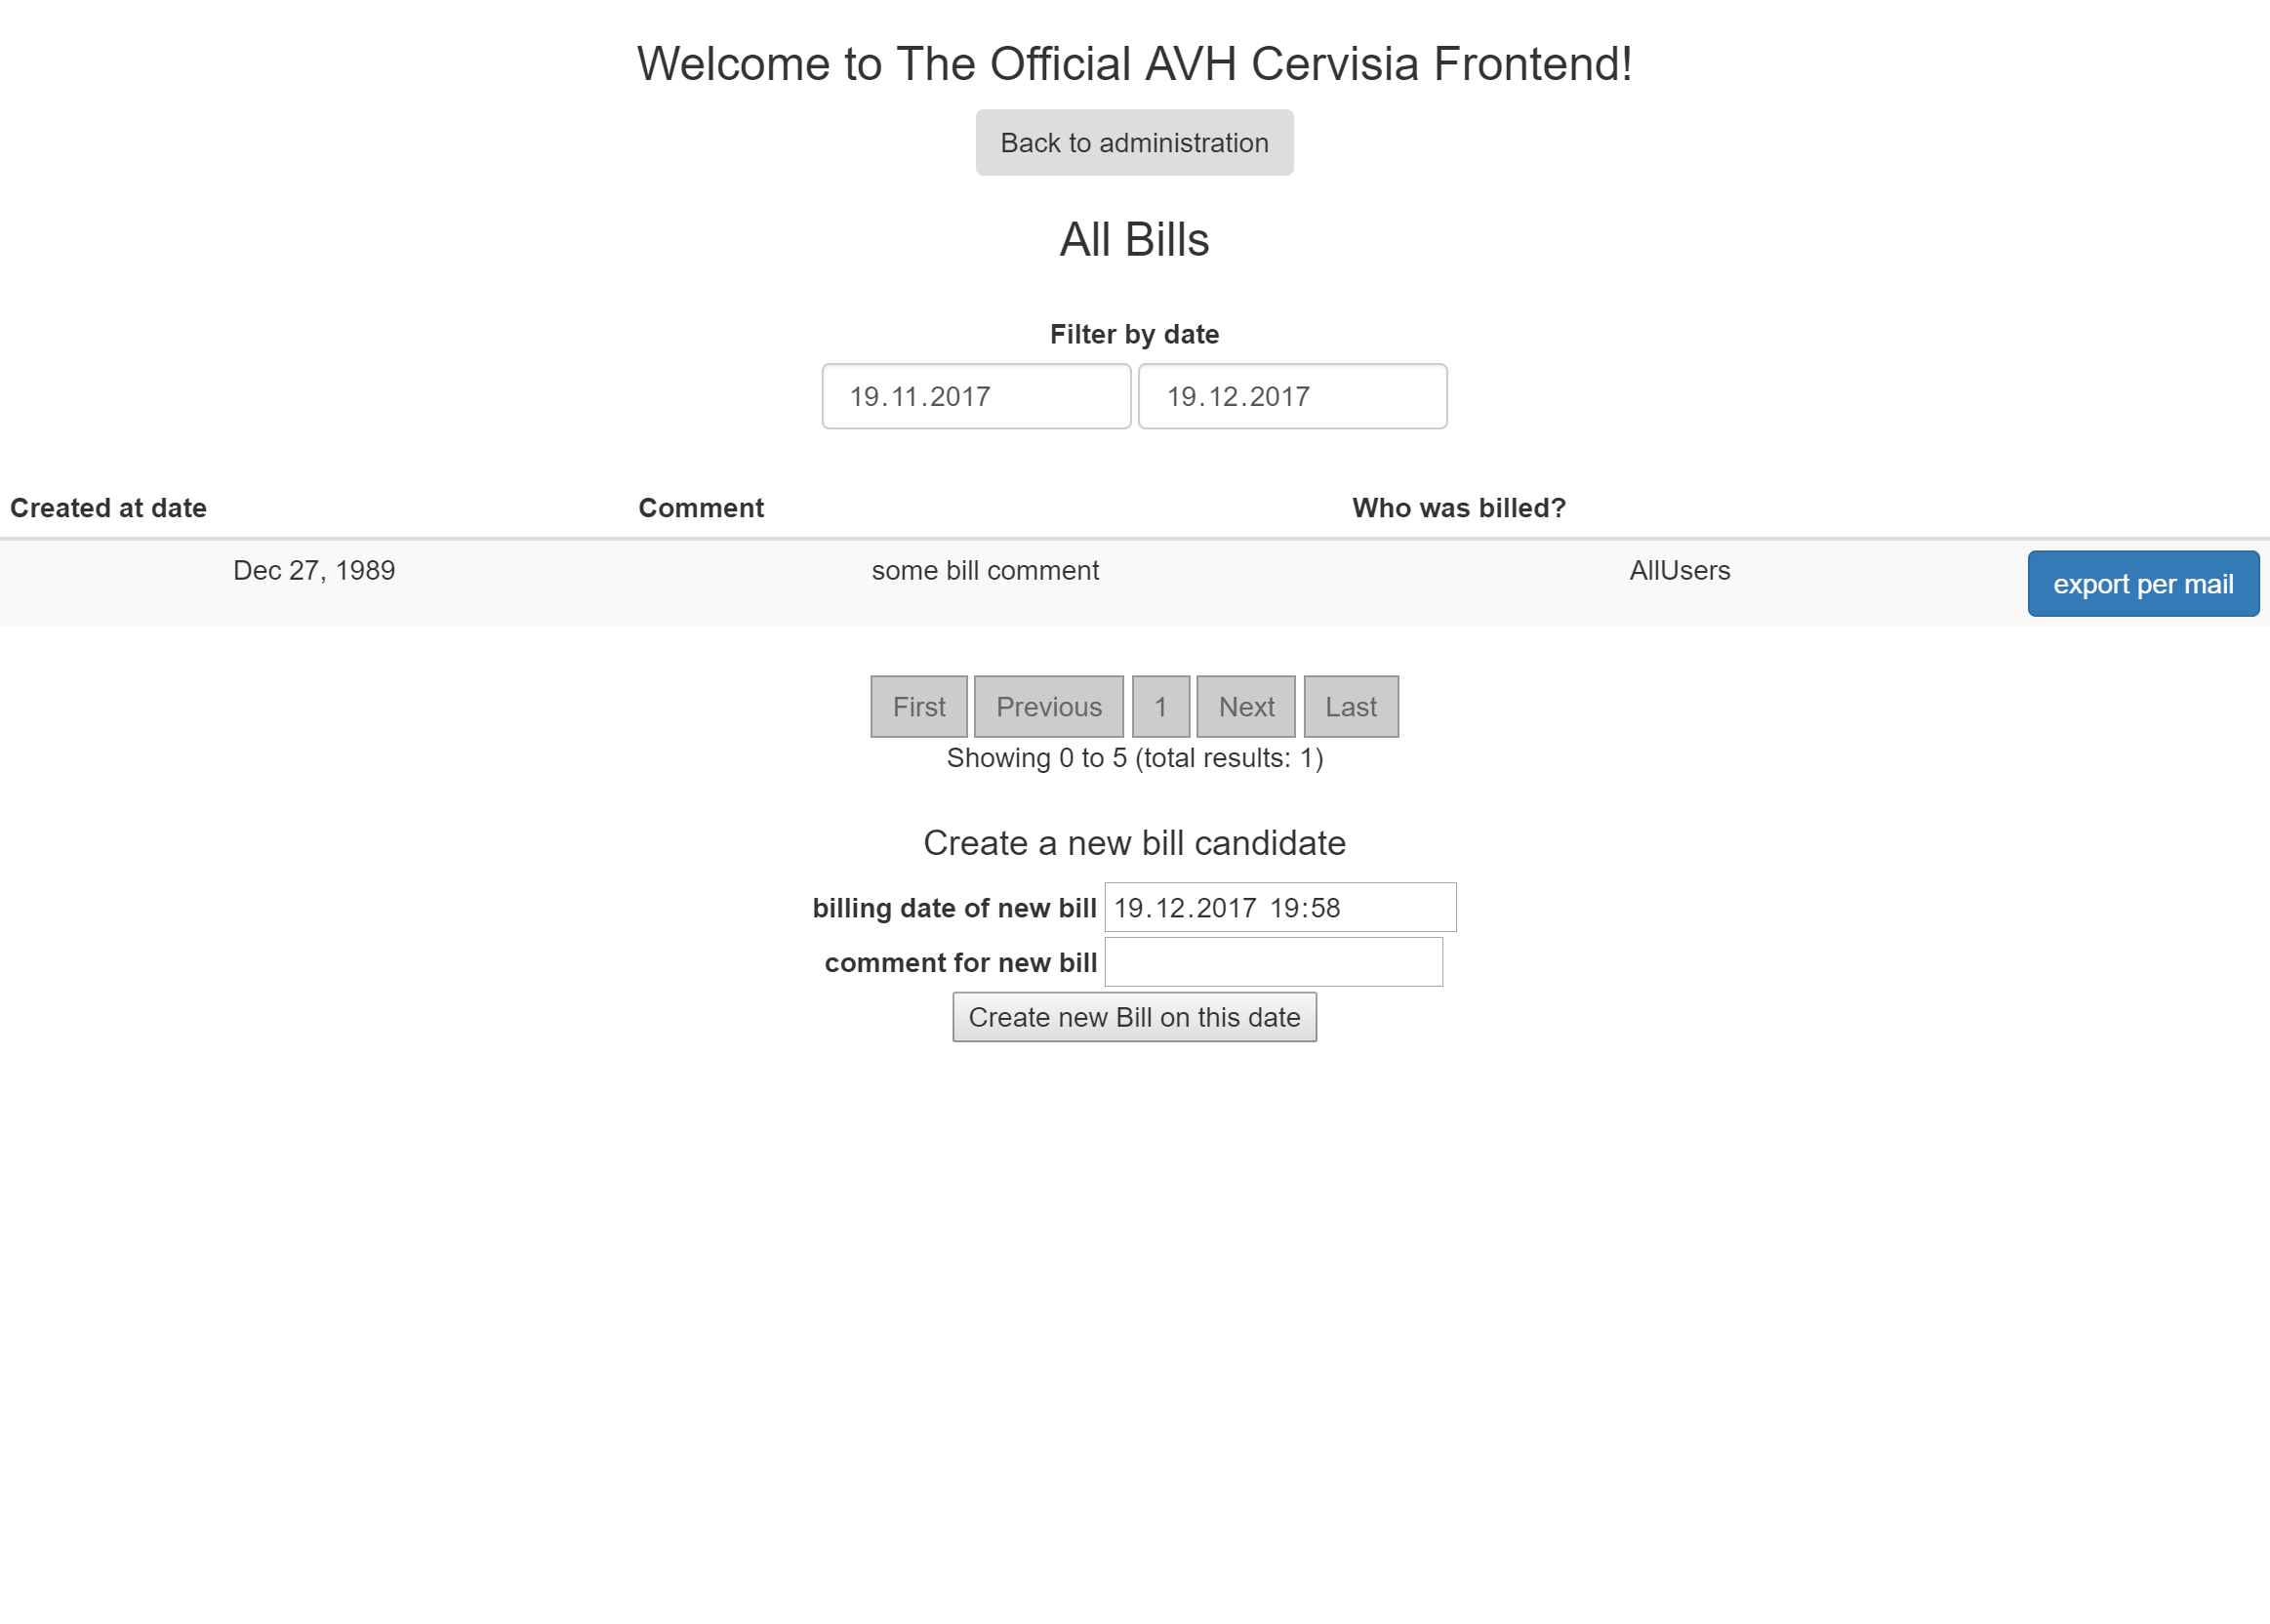 Welcome to The Official AVH Cervisia Frontend!
Back to administration
All Bills
Filter by date
19.11.2017 19.12.2017
Created at date Comment Who was billed?
Dec 27, 1989 some bill comment AllUsers export per mail
First Previous 1 Next Last
Showing 0 to 5 (total results: 1)
Create a new bill candidate
billing date of new bill 19.12.2017 19:58
comment for new bill
Create new Bill on this date